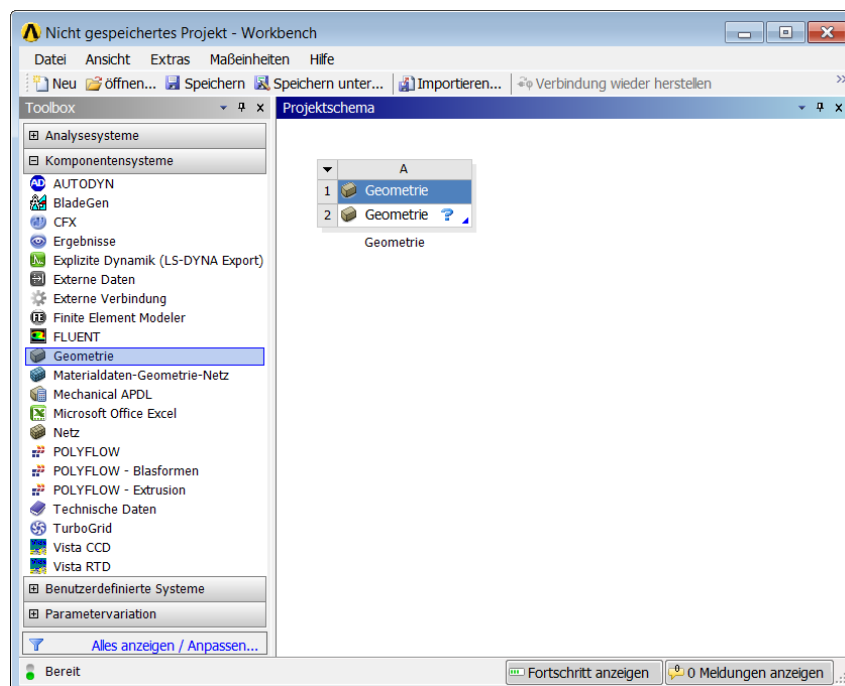 Nicht gespeichertes Projekt - Workbench
Datei Ansicht Extras Maßeinheiten Hilfe
Neu öffnen... Speichern Speichern unter... Importieren... Verbindung wieder herstellen
Toolbox
Projektschema
Analysesysteme
Komponentensysteme
AUTODYN
BladeGen
CFX
Ergebnisse
Explizite Dynamik (LS-DYNA Export)
Externe Daten
Externe Verbindung
Finite Element Modeler
FLUENT
Geometrie
Materialdaten-Geometrie-Netz
Mechanical APDL
Microsoft Office Excel
Netz
POLYFLOW
POLYFLOW - Blasformen
POLYFLOW - Extrusion
Technische Daten
TurboGrid
Vista CCD
Vista RTD
Benutzerdefinierte Systeme
Parametervariation
Alles anzeigen / Anpassen...
A
1 Geometrie
2 Geometrie ?
Geometrie
Bereit
Fortschritt anzeigen
0 Meldungen anzeigen